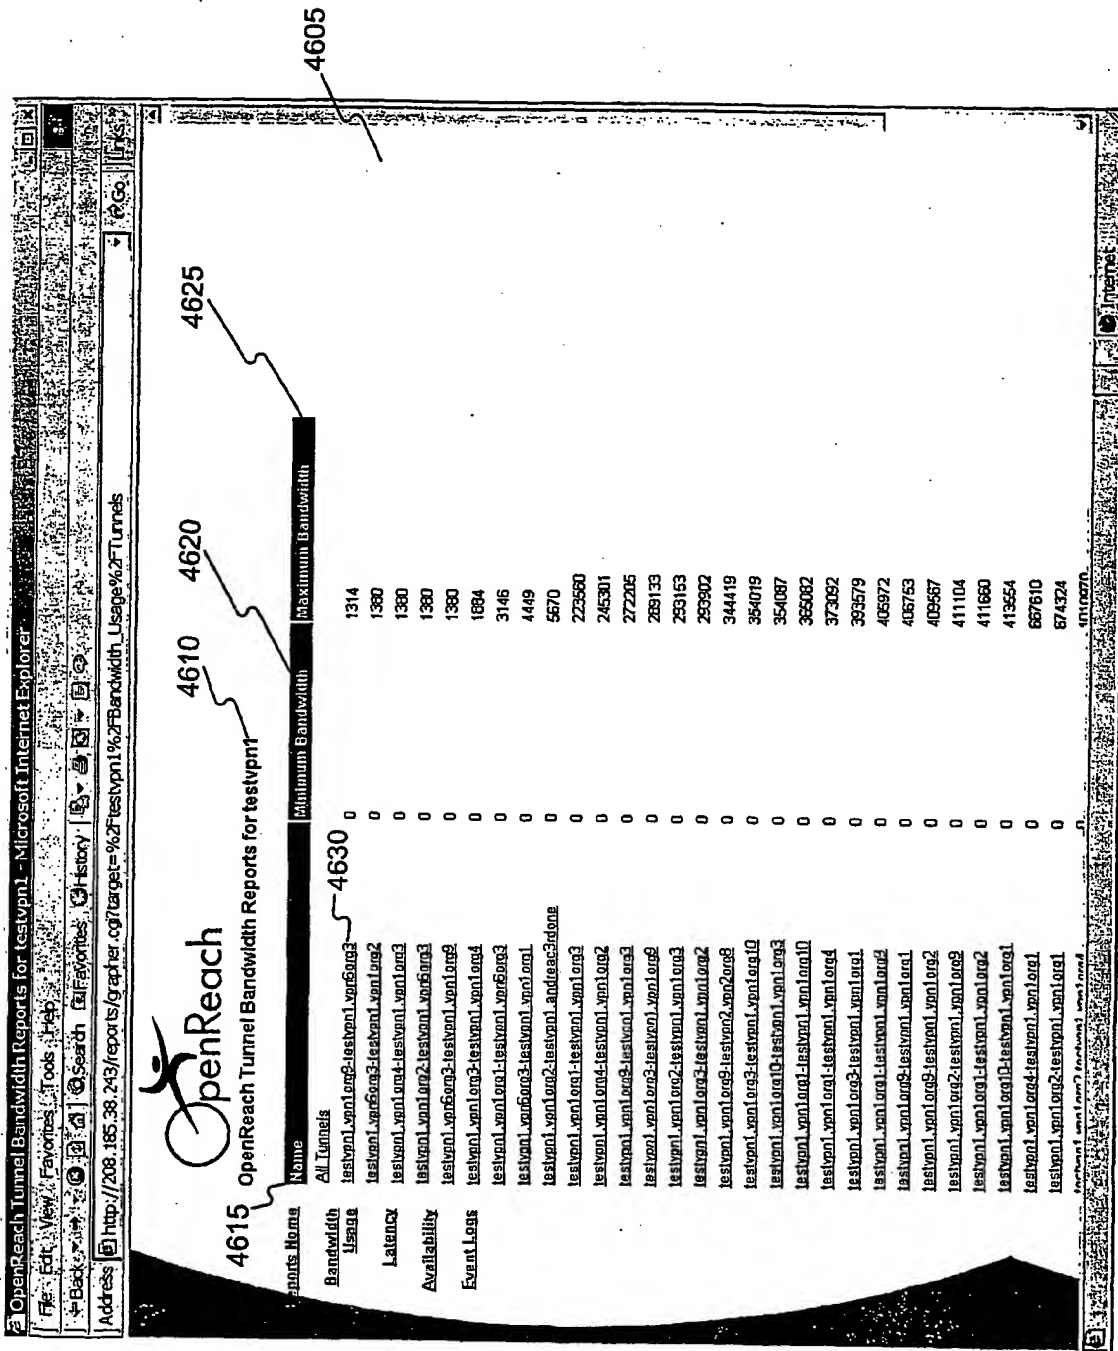 OpenReach Tunnel Bandwidth Reports for testvpn1 - Microsoft Internet Explorer
File Edit View Favorites Tools Help
Back Search Favorites History
Address http://208.185.38.243/reports/grapher.cgi?target=%2Ftestvpn1%2FBandwidth_Usage%2FTunnels Go Links
4605
OpenReach
4615
4610
4620
4625
OpenReach Tunnel Bandwidth Reports for testvpn1
4630
Reports Home
Bandwidth Usage
Latency
Availability
Event Logs
Name Minimum Bandwidth Maximum Bandwidth
All Tunnels
testvpn1.vpn1org9-testvpn1.vpn6org3 0 1314
testvpn1.vpn6org3-testvpn1.vpn1org2 0 1380
testvpn1.vpn1org4-testvpn1.vpn1org3 0 1380
testvpn1.vpn1org2-testvpn1.vpn6org3 0 1380
testvpn1.vpn6org3-testvpn1.vpn1org9 0 1380
testvpn1.vpn1org3-testvpn1.vpn1org4 0 1884
testvpn1.vpn1org1-testvpn1.vpn6org3 0 3146
testvpn1.vpn6org3-testvpn1.vpn1org1 0 4449
testvpn1.vpn1org2-testvpn1.andreac3rdone 0 5670
testvpn1.vpn1org1-testvpn1.vpn1org3 0 223560
testvpn1.vpn1org4-testvpn1.vpn1org2 0 245301
testvpn1.vpn1org9-testvpn1.vpn1org3 0 272205
testvpn1.vpn1org3-testvpn1.vpn1org9 0 289133
testvpn1.vpn1org2-testvpn1.vpn1org3 0 293153
testvpn1.vpn1org3-testvpn1.vpn1org2 0 293902
testvpn1.vpn1org9-testvpn2.vpn2org8 0 344419
testvpn1.vpn1org3-testvpn1.vpn1org10 0 354019
testvpn1.vpn1org10-testvpn1.vpn1org3 0 354087
testvpn1.vpn1org1-testvpn1.vpn1org10 0 365082
testvpn1.vpn1org1-testvpn1.vpn1org4 0 373092
testvpn1.vpn1org3-testvpn1.vpn1org1 0 393579
testvpn1.vpn1org1-testvpn1.vpn1org9 0 405972
testvpn1.vpn1org9-testvpn1.vpn1org1 0 406753
testvpn1.vpn1org9-testvpn1.vpn1org2 0 409567
testvpn1.vpn1org2-testvpn1.vpn1org9 0 411104
testvpn1.vpn1org1-testvpn1.vpn1org2 0 411660
testvpn1.vpn1org10-testvpn1.vpn1org1 0 413554
testvpn1.vpn1org4-testvpn1.vpn1org1 0 667610
testvpn1.vpn1org2-testvpn1.vpn1org1 0 874324
Internet